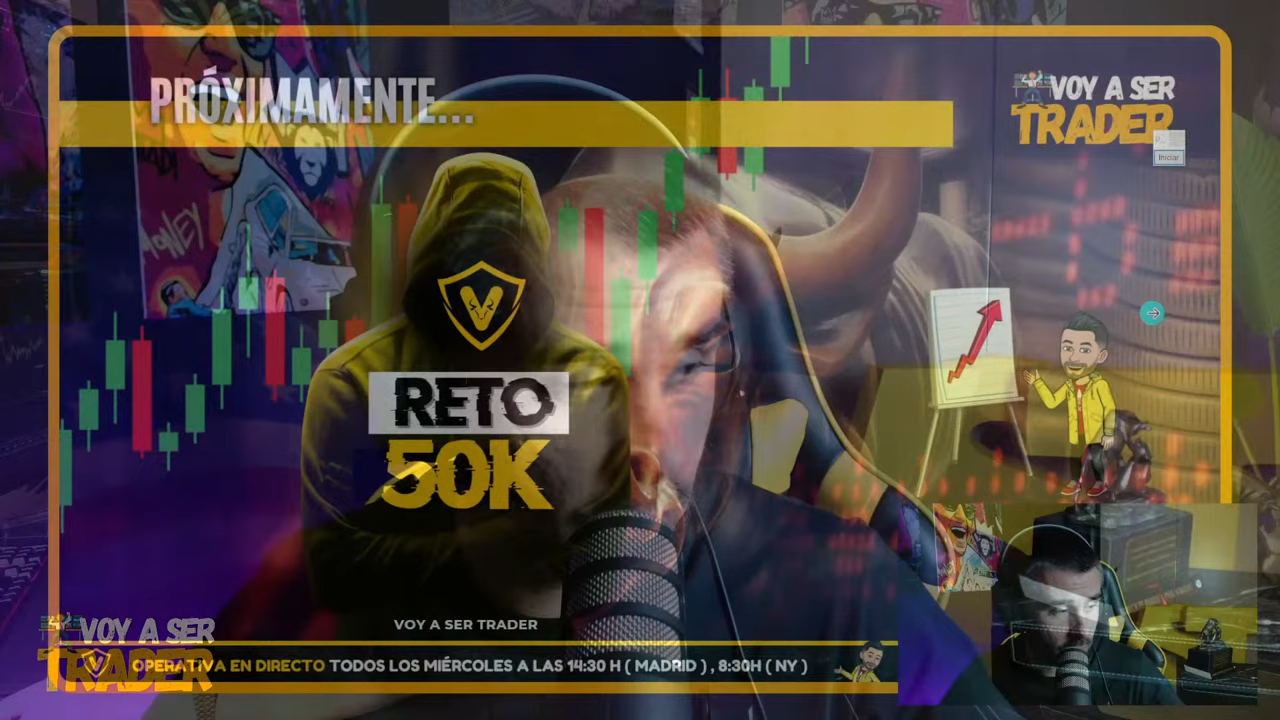 PRÓXIMAMENTE...
VOY A SER
TRADER
Iniciar
MONEY
RETO
50K
VOY A SER TRADER
VOY A SER
TRADER
OPERATIVA EN DIRECTO TODOS LOS MIÉRCOLES A LAS 14:30 H ( MADRID ) , 8:30H ( NY )